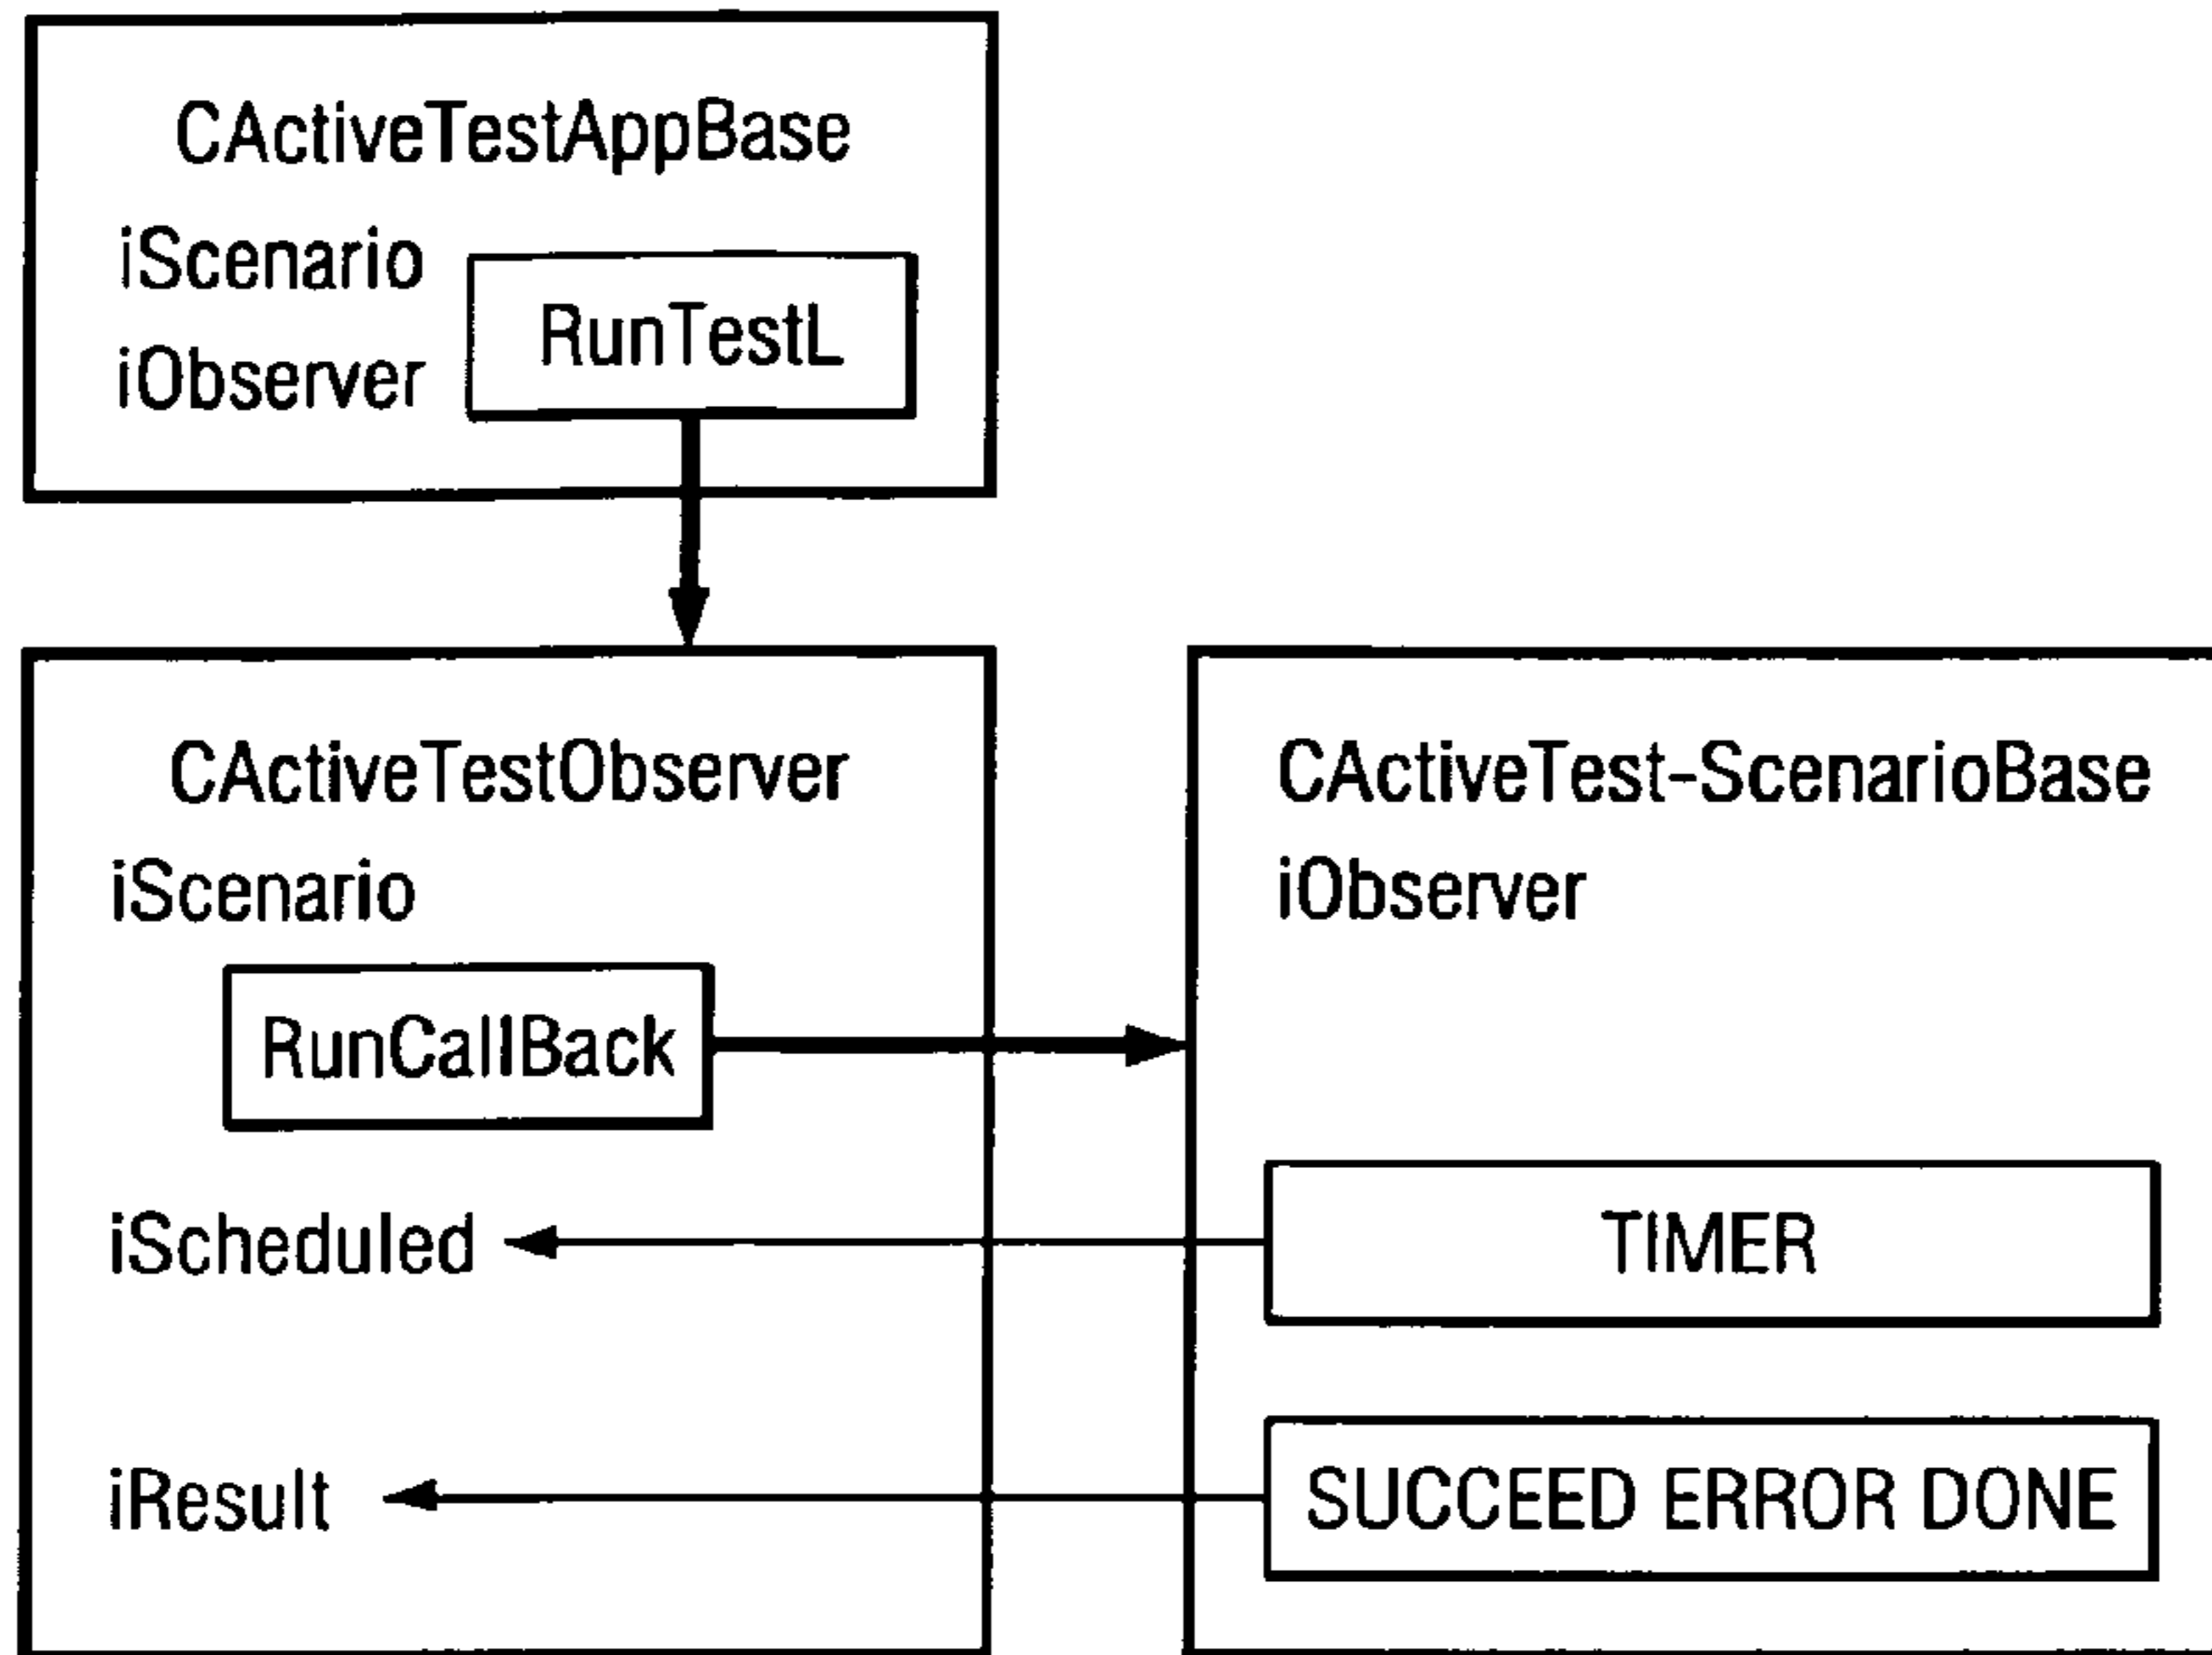 CActiveTestAppBase
iScenario
iObserver
RunTestL
CActiveTestObserver
iScenario
RunCallBack
iScheduled
iResult
CActiveTest-ScenarioBase
iObserver
TIMER
SUCCEED ERROR DONE